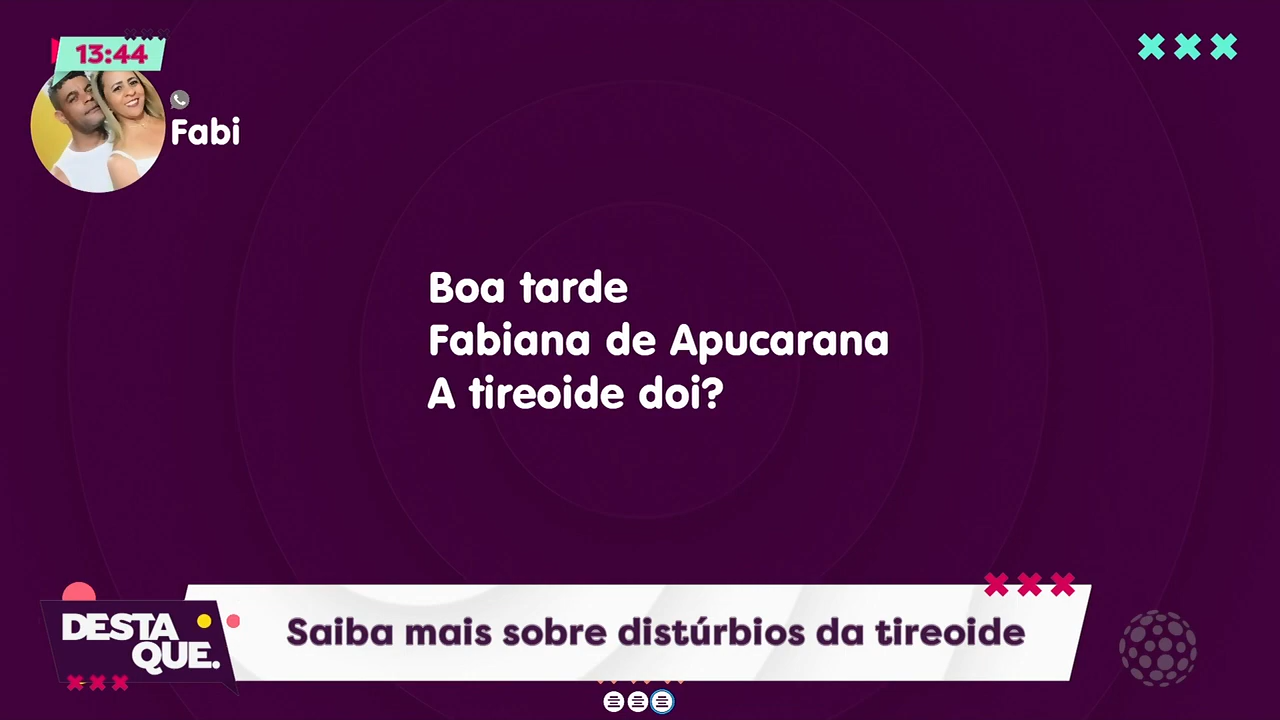 13:44
Fabi
Boa tarde
Fabiana de Apucarana
A tireoide doi?
Saiba mais sobre distúrbios da tireoide
DESTA
QUE.